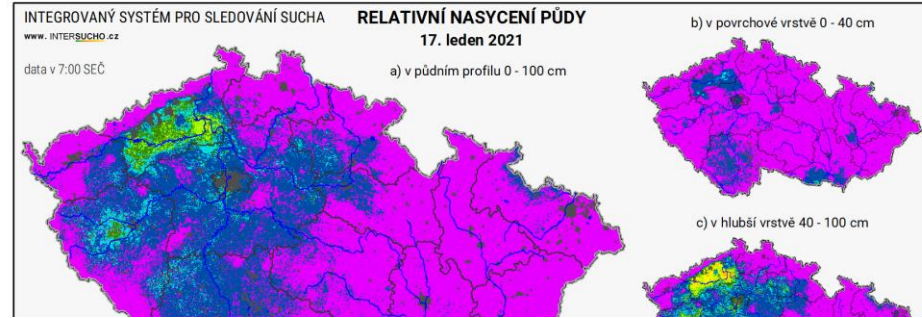 INTEGROVANÝ SYSTÉM PRO SLEDOVÁNÍ SUCHA
www. INTERSUCHO.cz
data v 7:00 SEČ
RELATIVNÍ NASYCENÍ PŮDY
17. leden 2021
a) v půdním profilu 0 - 100 cm
b) v povrchové vrstvě 0 - 40 cm
c) v hlubší vrstvě 40 - 100 cm